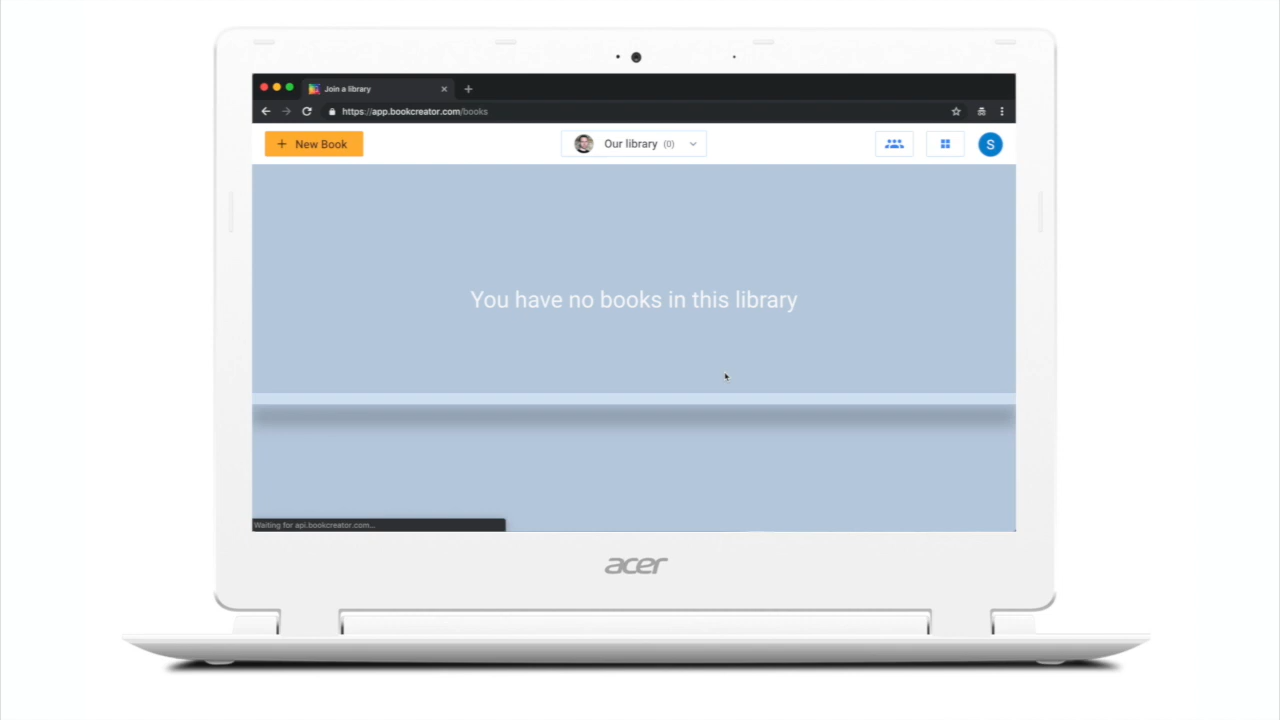 Join a library
https://app.bookcreator.com/books
+ New Book
Our library (0)
S
You have no books in this library
Waiting for api.bookcreator.com...
acer